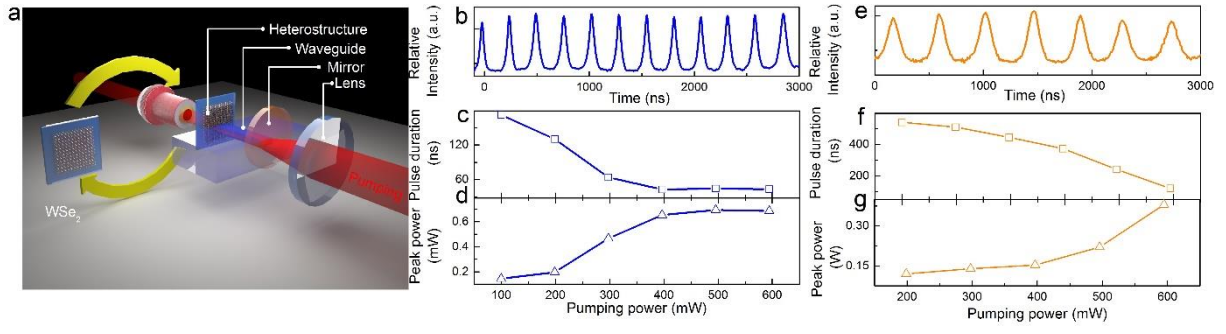 a
Heterostructure
Waveguide
Mirror
Lens
Pumping
WSe₂
b
Relative
Intensity (a.u.)
0 1000 2000 3000
Time (ns)
c
Pulse duration
(ns)
120
60
d
Peak power
(mW)
0.6
0.4
0.2
100 200 300 400 500 600
Pumping power (mW)
e
Relative
Intensity (a.u.)
0 1000 2000 3000
Time (ns)
f
Pulse duration
(ns)
400
200
g
Peak power
(W)
0.30
0.15
200 300 400 500 600
Pumping power (mW)